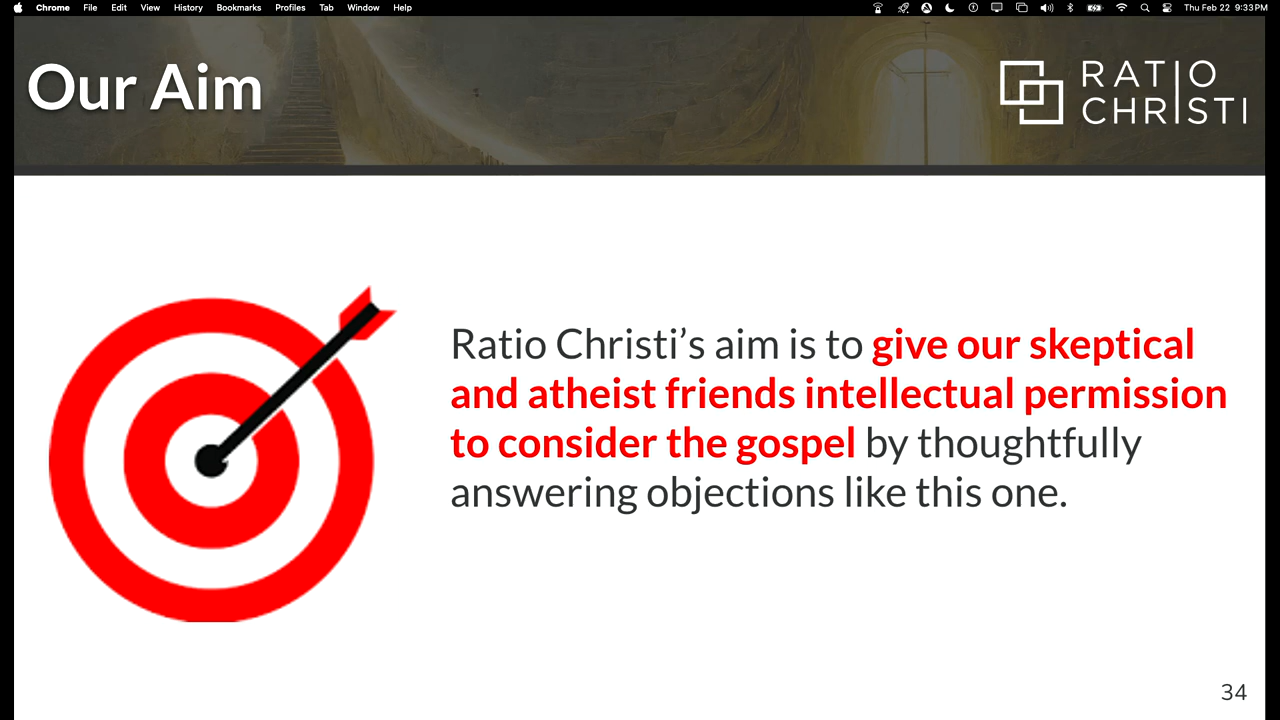 Chrome File Edit View History Bookmarks Profiles Tab Window Help Thu Feb 22 9:33 PM
Our Aim
RATIO
CHRISTI
Ratio Christi’s aim is to give our skeptical
and atheist friends intellectual permission
to consider the gospel by thoughtfully
answering objections like this one.
34